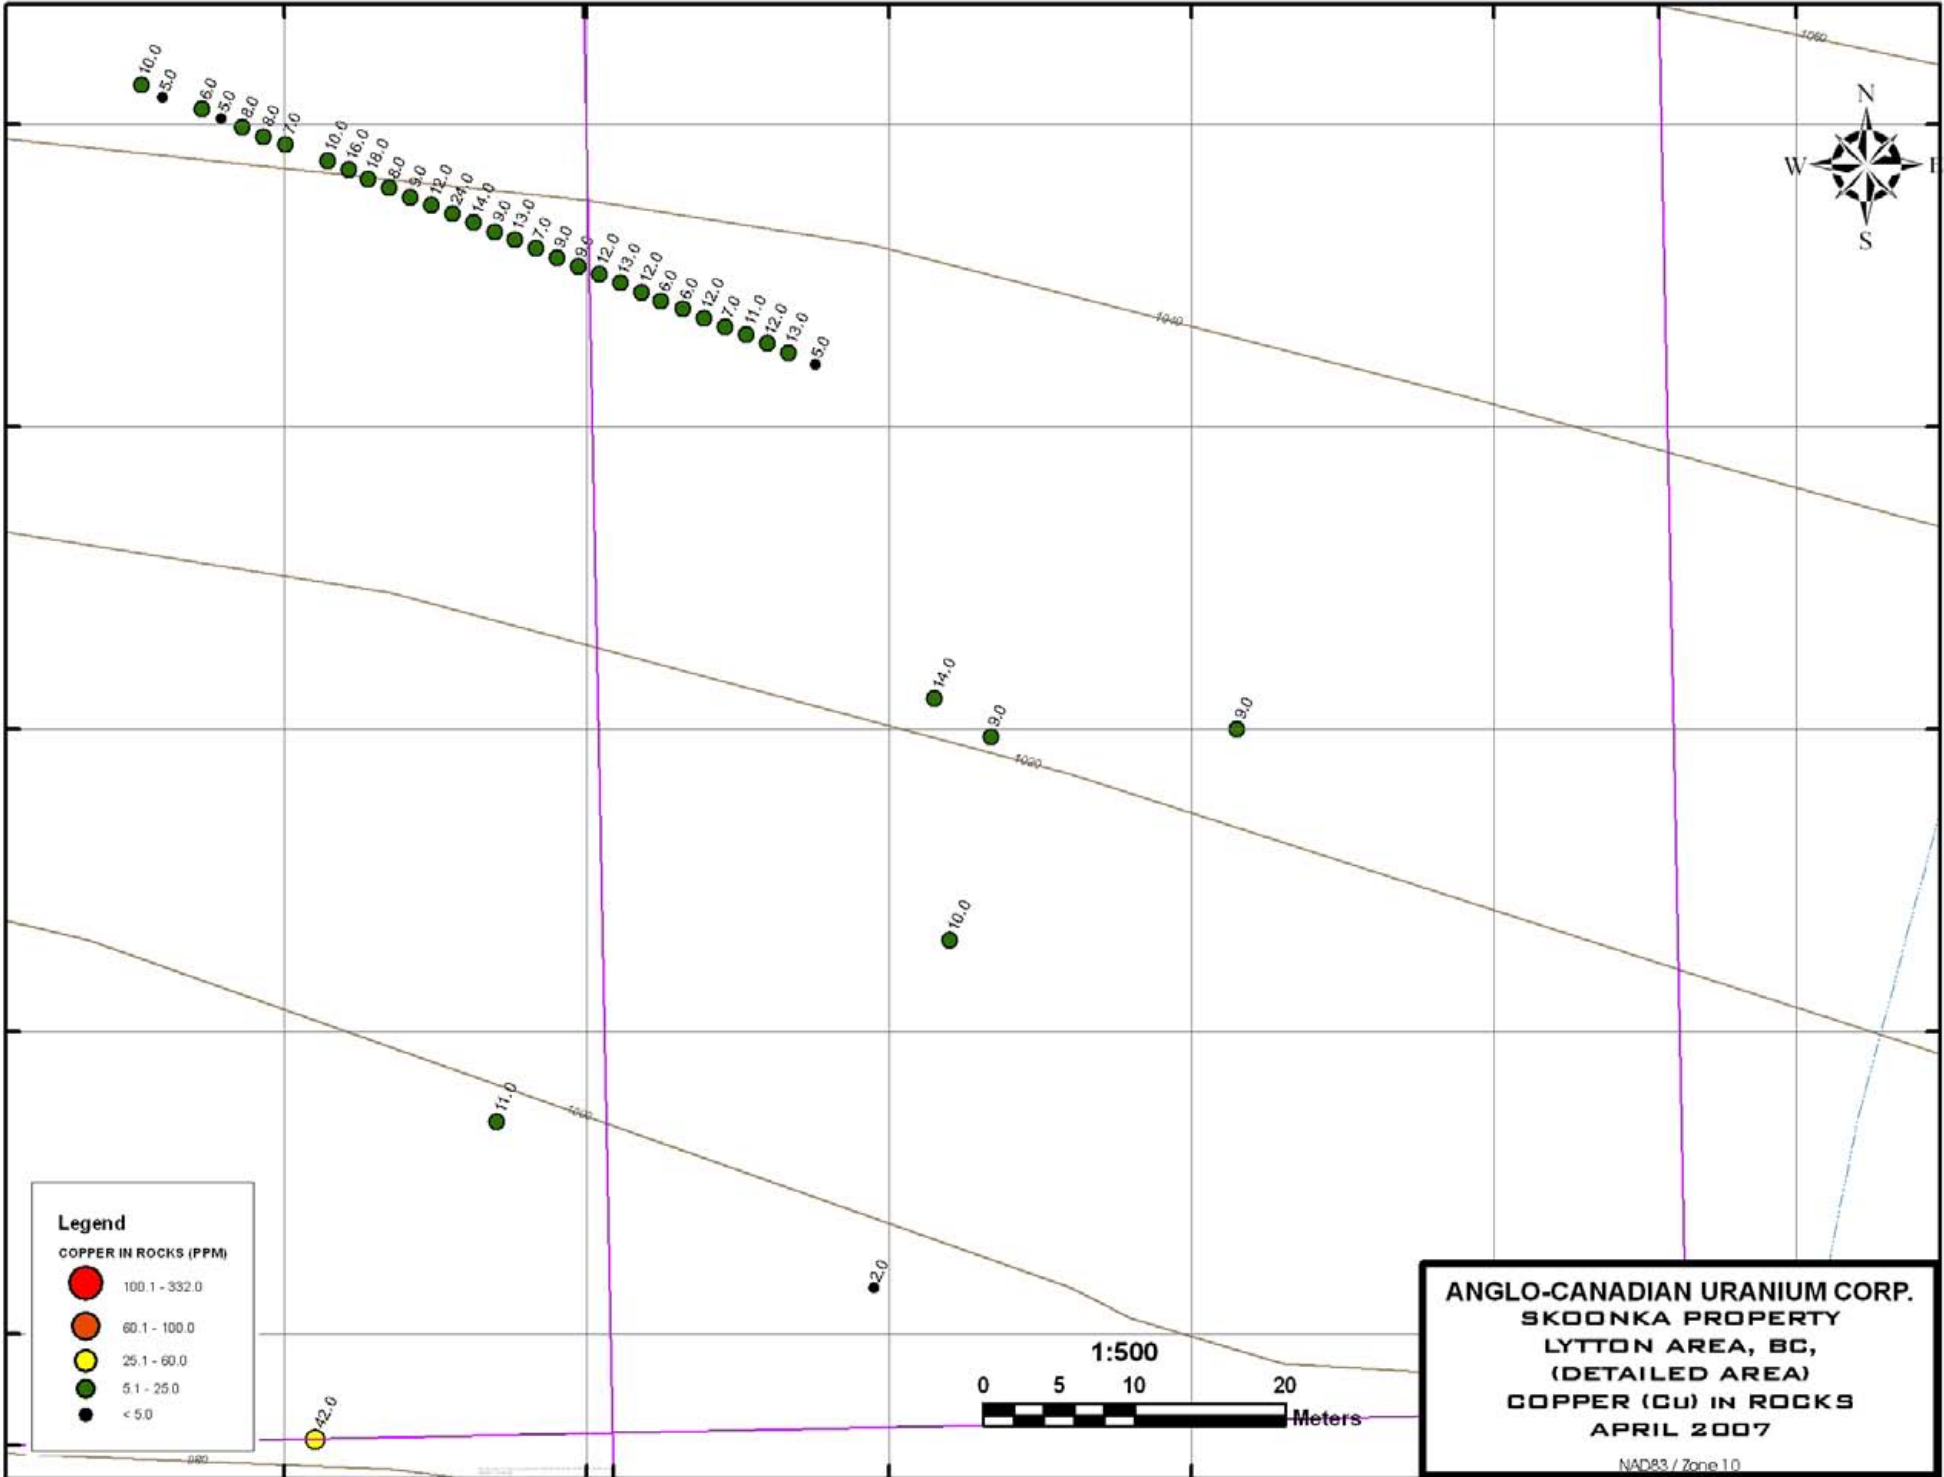 1060
N
W
E
S
10.0
5.0
6.0
5.0
8.0
8.0
7.0
10.0
16.0
18.0
8.0
9.0
12.0
24.0
14.0
9.0
13.0
7.0
9.0
9.0
12.0
13.0
12.0
6.0
6.0
12.0
7.0
11.0
12.0
13.0
5.0
1040
14.0
9.0
9.0
1020
10.0
11.0
1000
2.0
42.0
980
Legend
COPPER IN ROCKS (PPM)
100.1 - 332.0
60.1 - 100.0
25.1 - 60.0
5.1 - 25.0
< 5.0
1:500
0 5 10 20
Meters
ANGLO-CANADIAN URANIUM CORP.
SKOONKA PROPERTY
LYTTON AREA, BC,
(DETAILED AREA)
COPPER (Cu) IN ROCKS
APRIL 2007
NAD83 / Zone 10